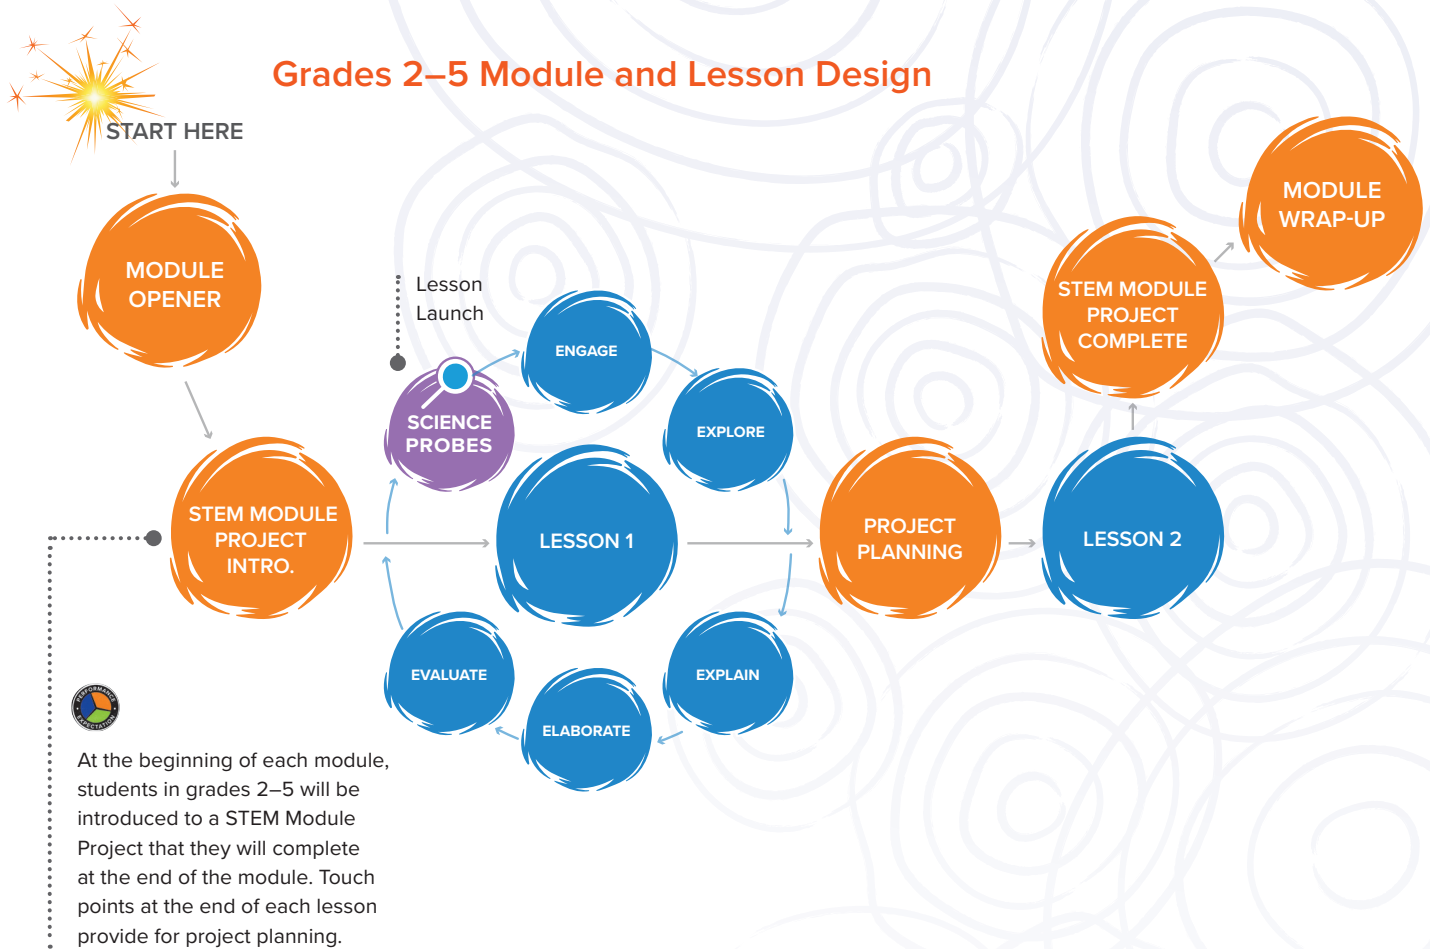 Grades 2–5 Module and Lesson Design
START HERE
MODULE
OPENER
STEM MODULE
PROJECT
INTRO.
Lesson
Launch
SCIENCE
PROBES
ENGAGE
EXPLORE
LESSON 1
EXPLAIN
ELABORATE
EVALUATE
PROJECT
PLANNING
LESSON 2
STEM MODULE
PROJECT
COMPLETE
MODULE
WRAP-UP
PERFORMANCE
EXPECTATION
At the beginning of each module,
students in grades 2–5 will be
introduced to a STEM Module
Project that they will complete
at the end of the module. Touch
points at the end of each lesson
provide for project planning.